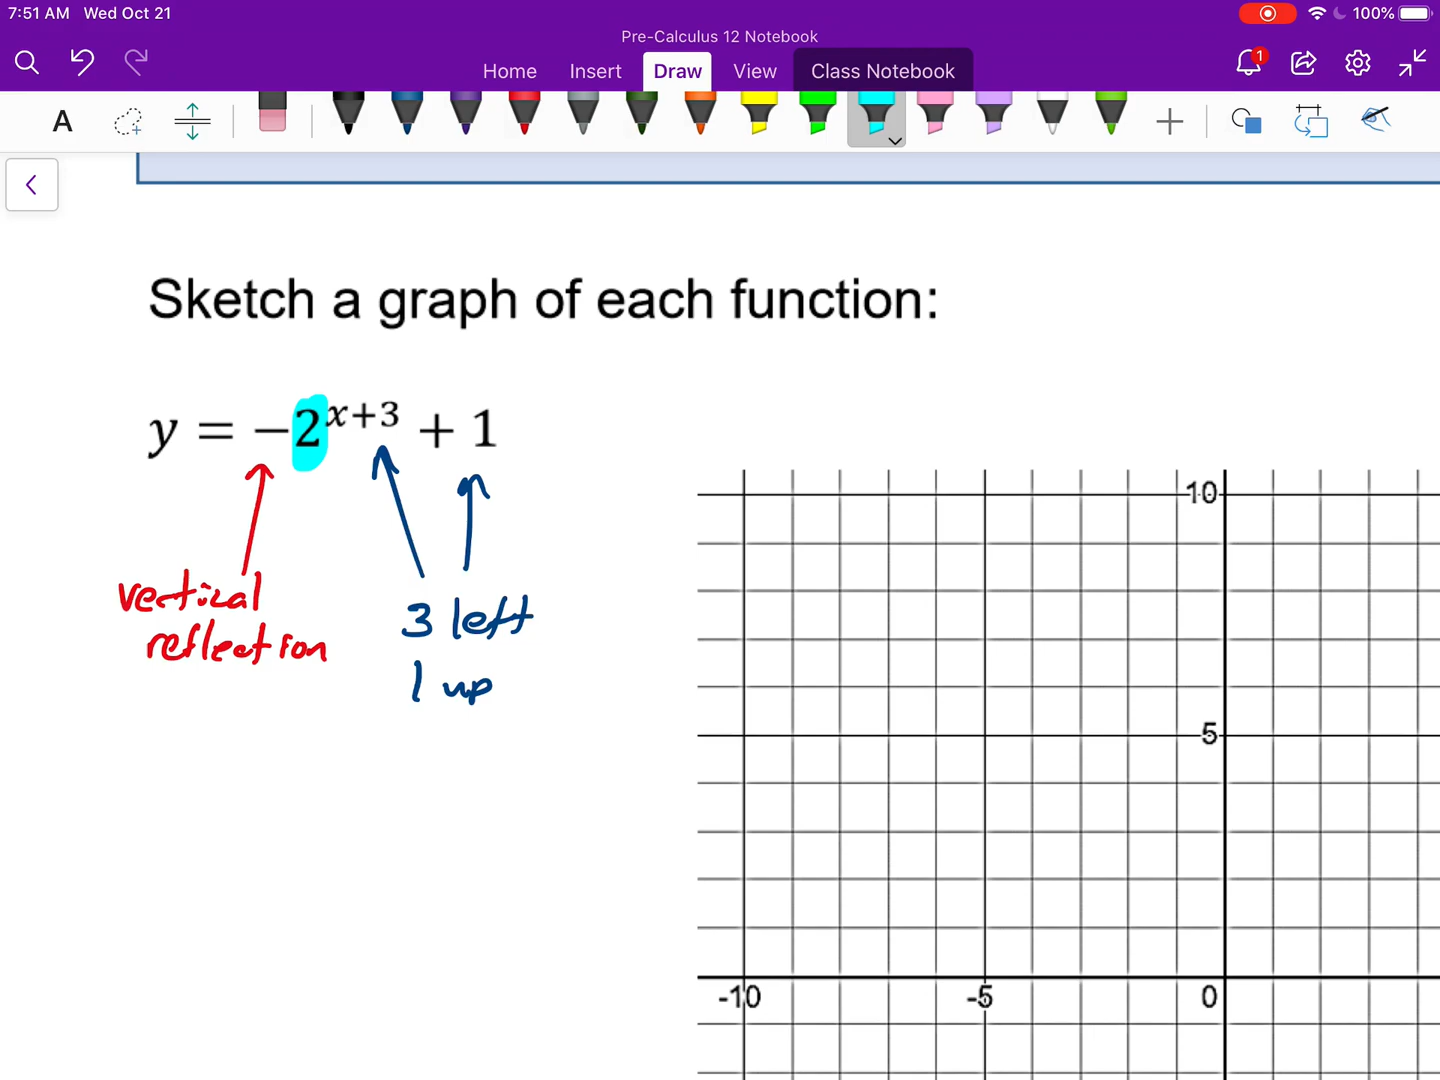 7:51 AM Wed Oct 21
100%
Pre-Calculus 12 Notebook
Home Insert Draw View Class Notebook
1
A
Sketch a graph of each function:
y = −2^{x+3} + 1
vertical
reflection
3 left
1 up
10
5
-10 -5 0